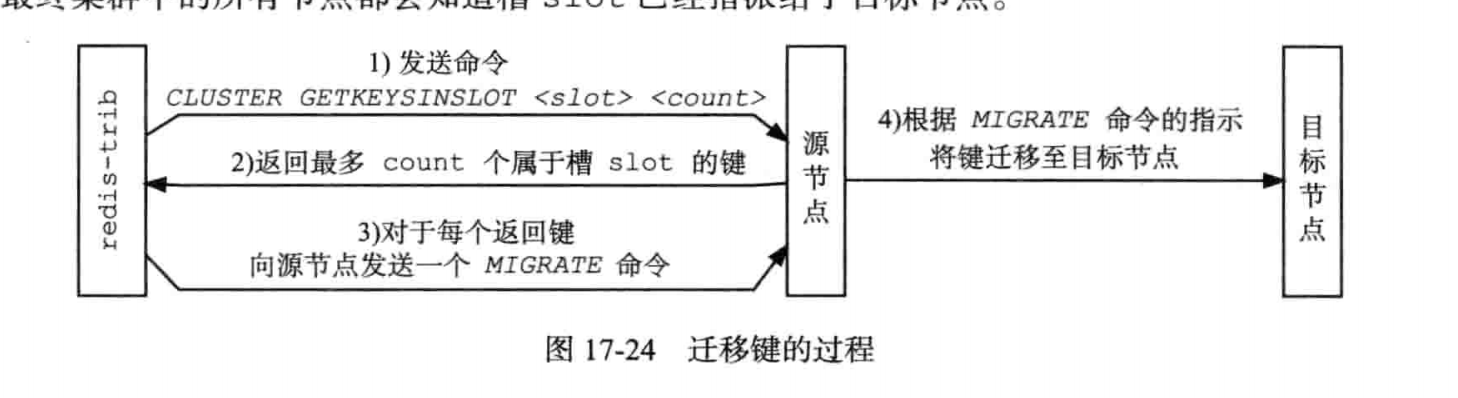 最终集群中的所有节点都会知道槽 slot 已经指派给了目标节点。
redis-trib
1) 发送命令
CLUSTER GETKEYSINSLOT <slot> <count>
2)返回最多 count 个属于槽 slot 的键
3)对于每个返回键
向源节点发送一个 MIGRATE 命令
源节点
4)根据 MIGRATE 命令的指示
将键迁移至目标节点
目标节点
图 17-24 迁移键的过程